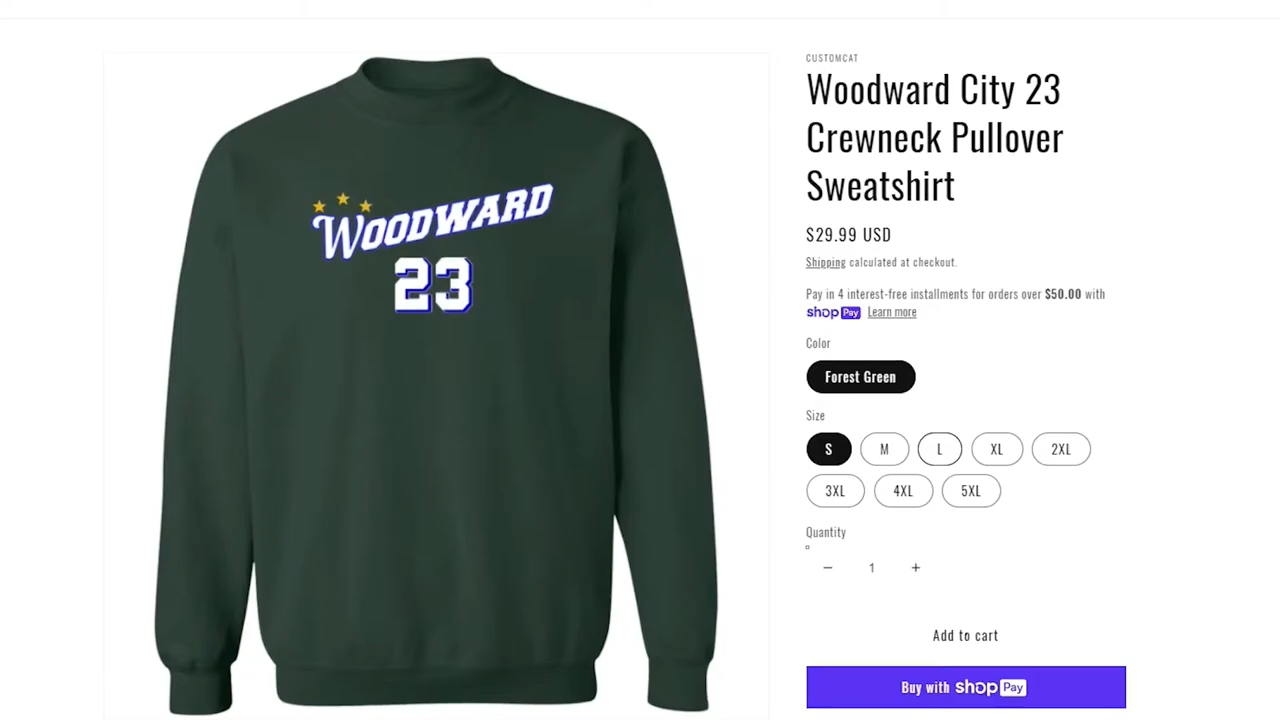 WOODWARD
23
CUSTOMCAT
Woodward City 23
Crewneck Pullover
Sweatshirt
$29.99 USD
Shipping calculated at checkout.
Pay in 4 interest-free installments for orders over $50.00 with
shop Pay Learn more
Color
Forest Green
Size
S M L XL 2XL
3XL 4XL 5XL
Quantity
− 1 +
Add to cart
Buy with shop Pay